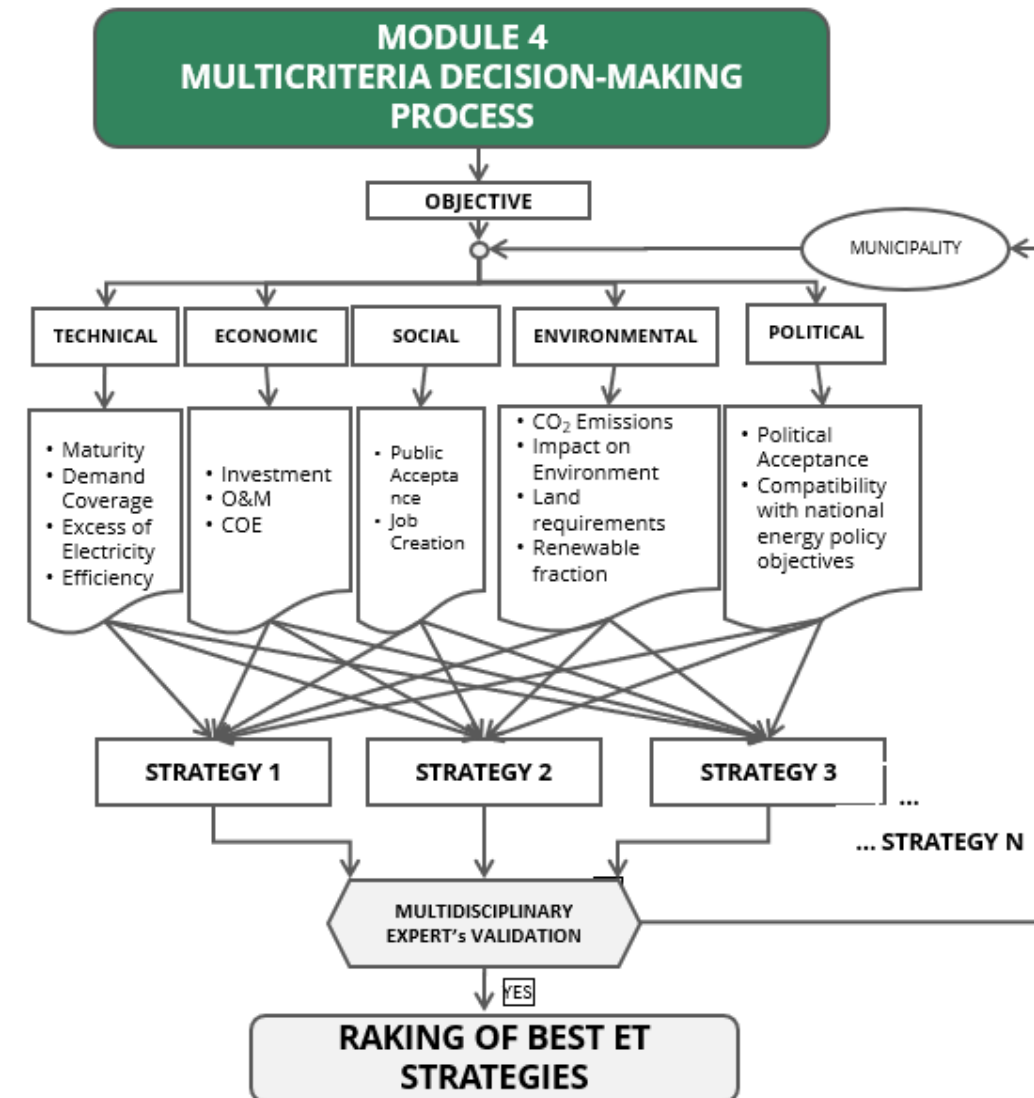 MODULE 4
MULTICRITERIA DECISION-MAKING
PROCESS
OBJECTIVE
MUNICIPALITY
TECHNICAL
ECONOMIC
SOCIAL
ENVIRONMENTAL
POLITICAL
• Maturity
• Demand
Coverage
• Excess of
Electricity
• Efficiency
• Investment
• O&M
• COE
• Public
Accepta
nce
• Job
Creation
• CO₂ Emissions
• Impact on
Environment
• Land
requirements
• Renewable
fraction
• Political
Acceptance
• Compatibility
with national
energy policy
objectives
STRATEGY 1
STRATEGY 2
STRATEGY 3
...
... STRATEGY N
MULTIDISCIPLINARY
EXPERT's VALIDATION
YES
RAKING OF BEST ET
STRATEGIES